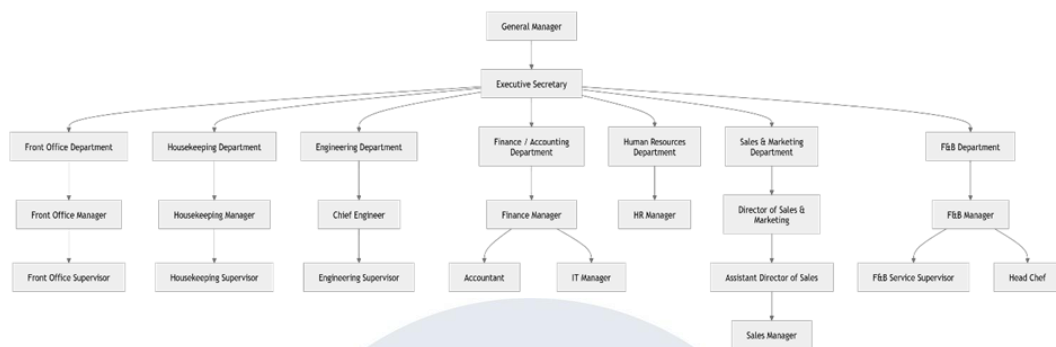 General Manager
Executive Secretary
Front Office Department
Housekeeping Department
Engineering Department
Finance / Accounting
Department
Human Resources
Department
Sales & Marketing
Department
F&B Department
Front Office Manager
Housekeeping Manager
Chief Engineer
Finance Manager
HR Manager
Director of Sales &
Marketing
F&B Manager
Front Office Supervisor
Housekeeping Supervisor
Engineering Supervisor
Accountant
IT Manager
Assistant Director of Sales
F&B Service Supervisor
Head Chef
Sales Manager